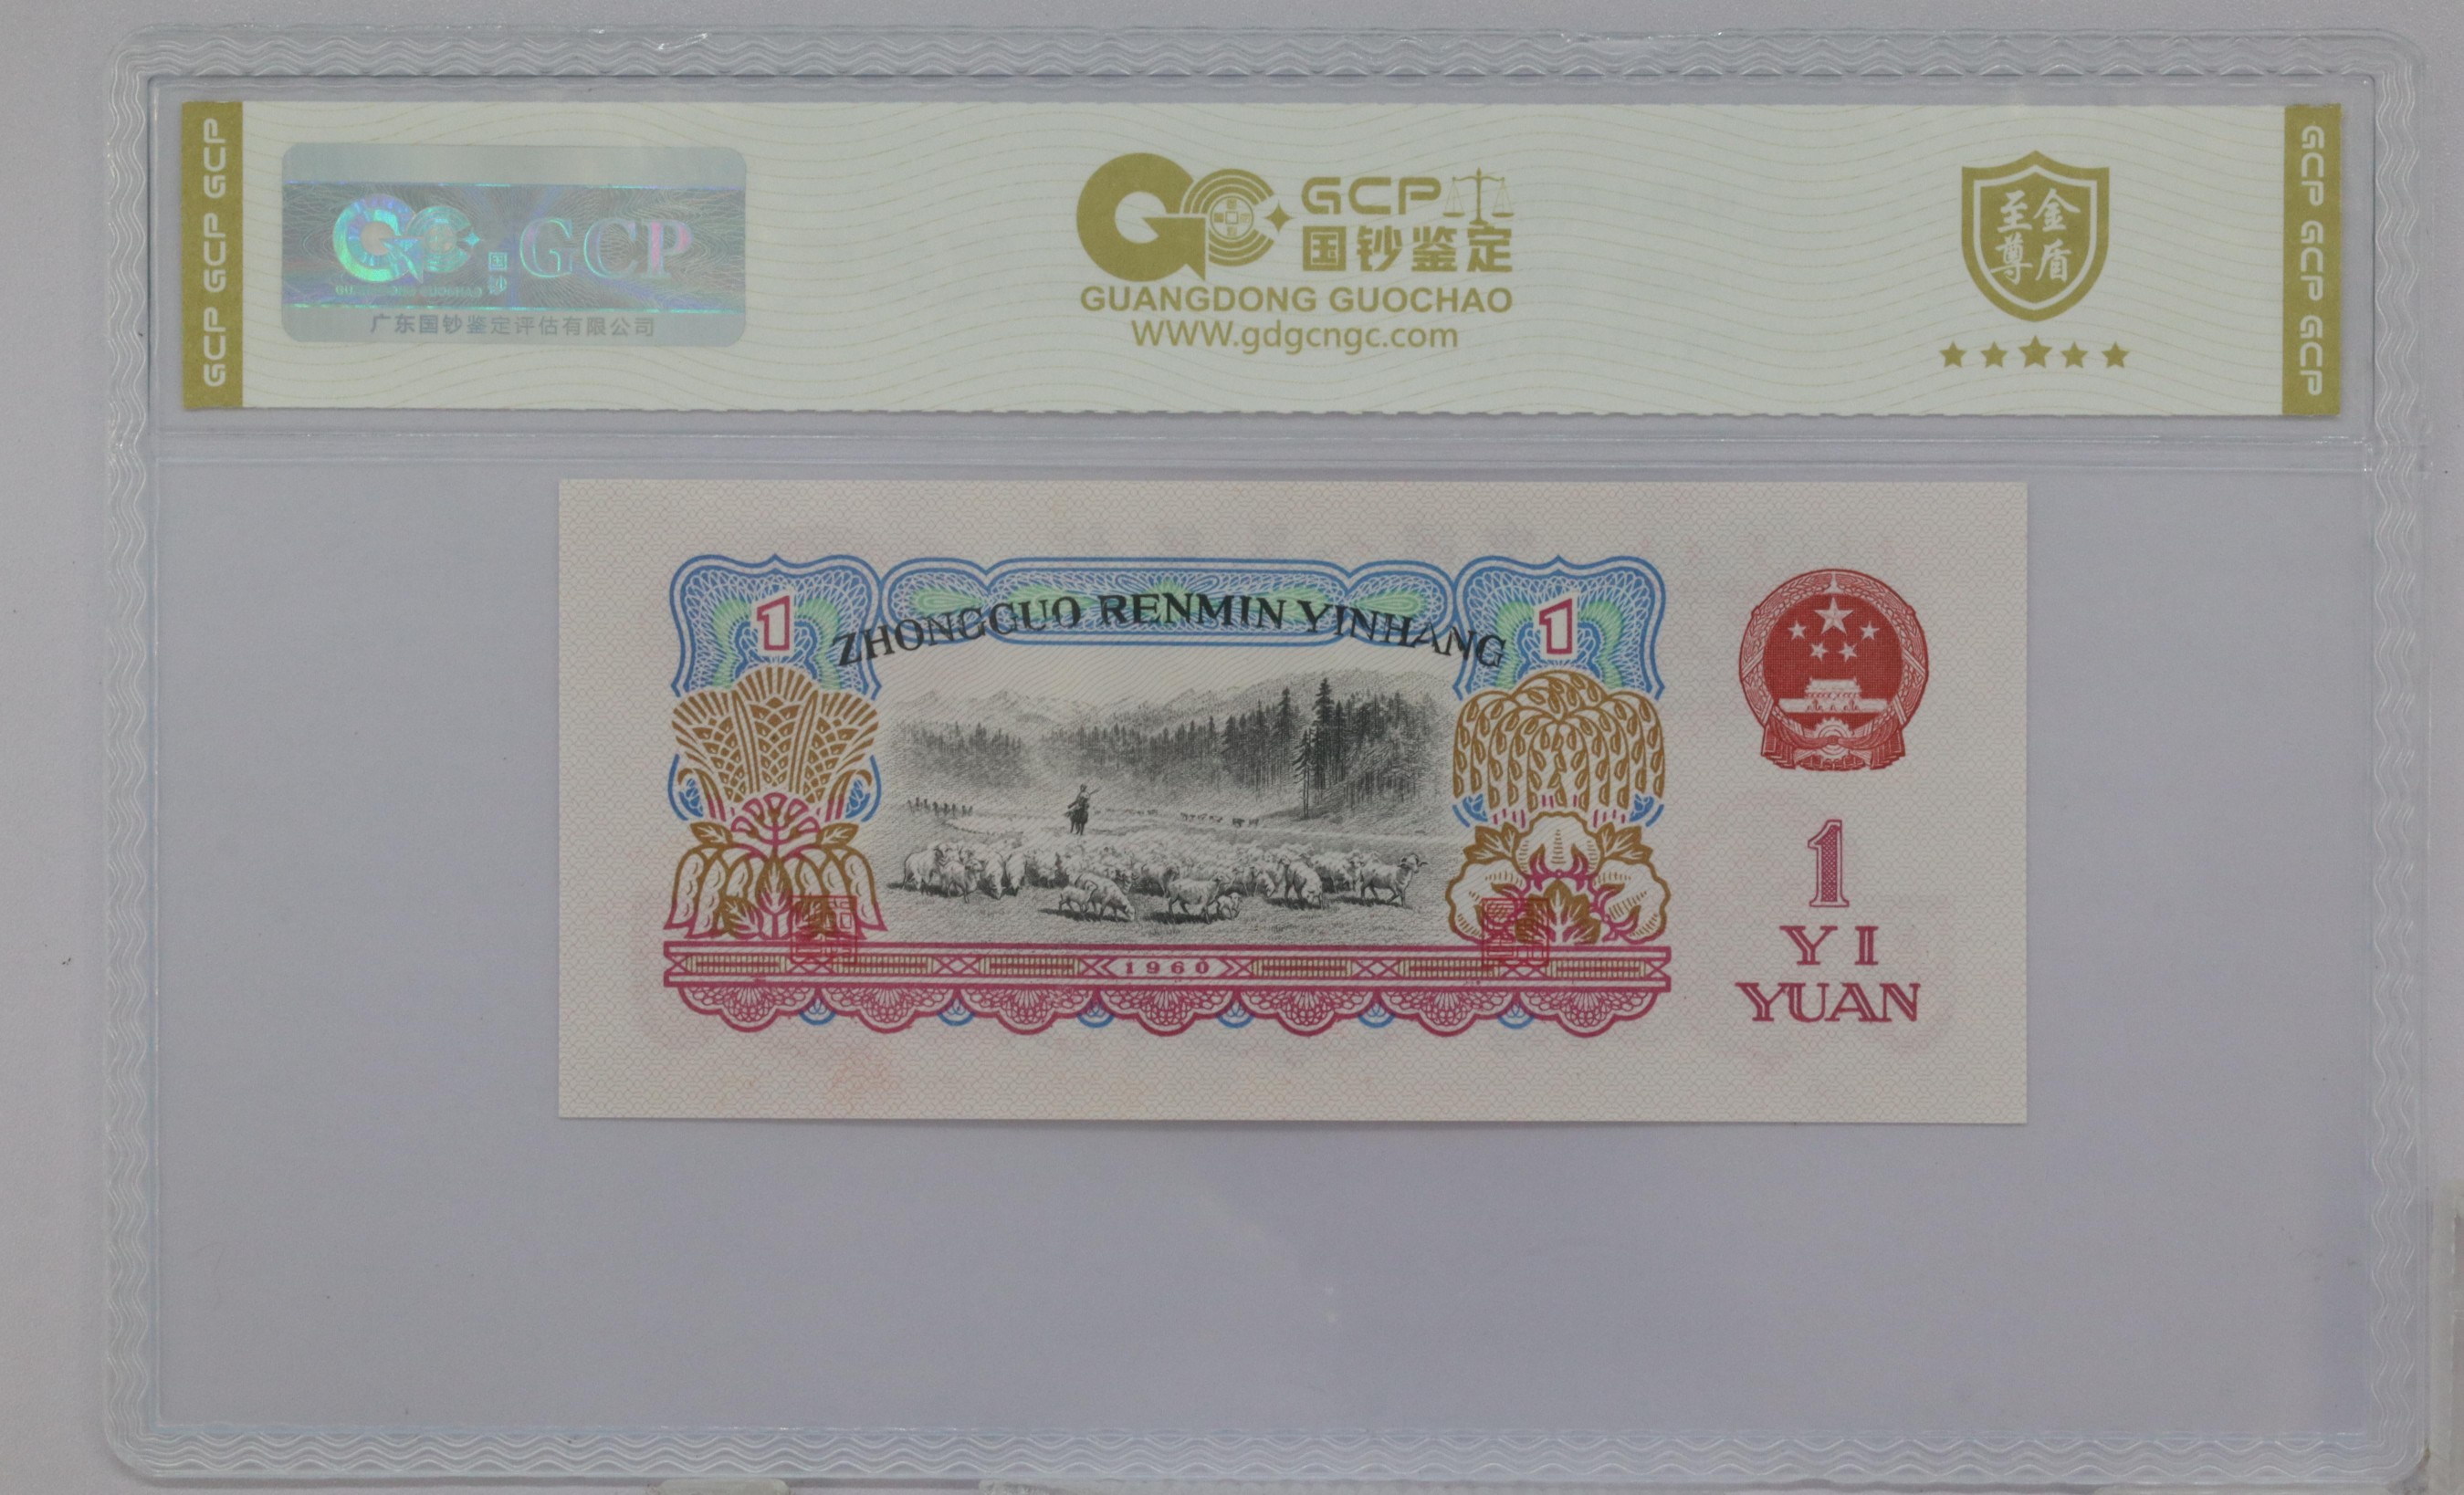 GCP GCP GCP
GCP
国钞
GUANGDONG GUOCHAO
广东国钞鉴定评估有限公司
GCP
国钞鉴定
GUANGDONG GUOCHAO
WWW.gdgcngc.com
至尊
金盾
GCP GCP GCP
1
ZHONGGUO RENMIN YINHANG
1
1960
1
YI
YUAN